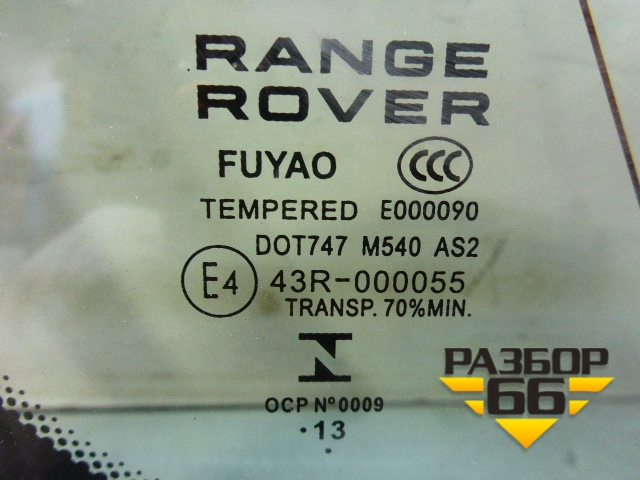 RANGE
ROVER
FUYAO CCC
TEMPERED E000090
DOT747 M540 AS2
E4 43R-000055
TRANSP. 70%MIN.
OCP Nº0009
·13·
РАЗБОР
66